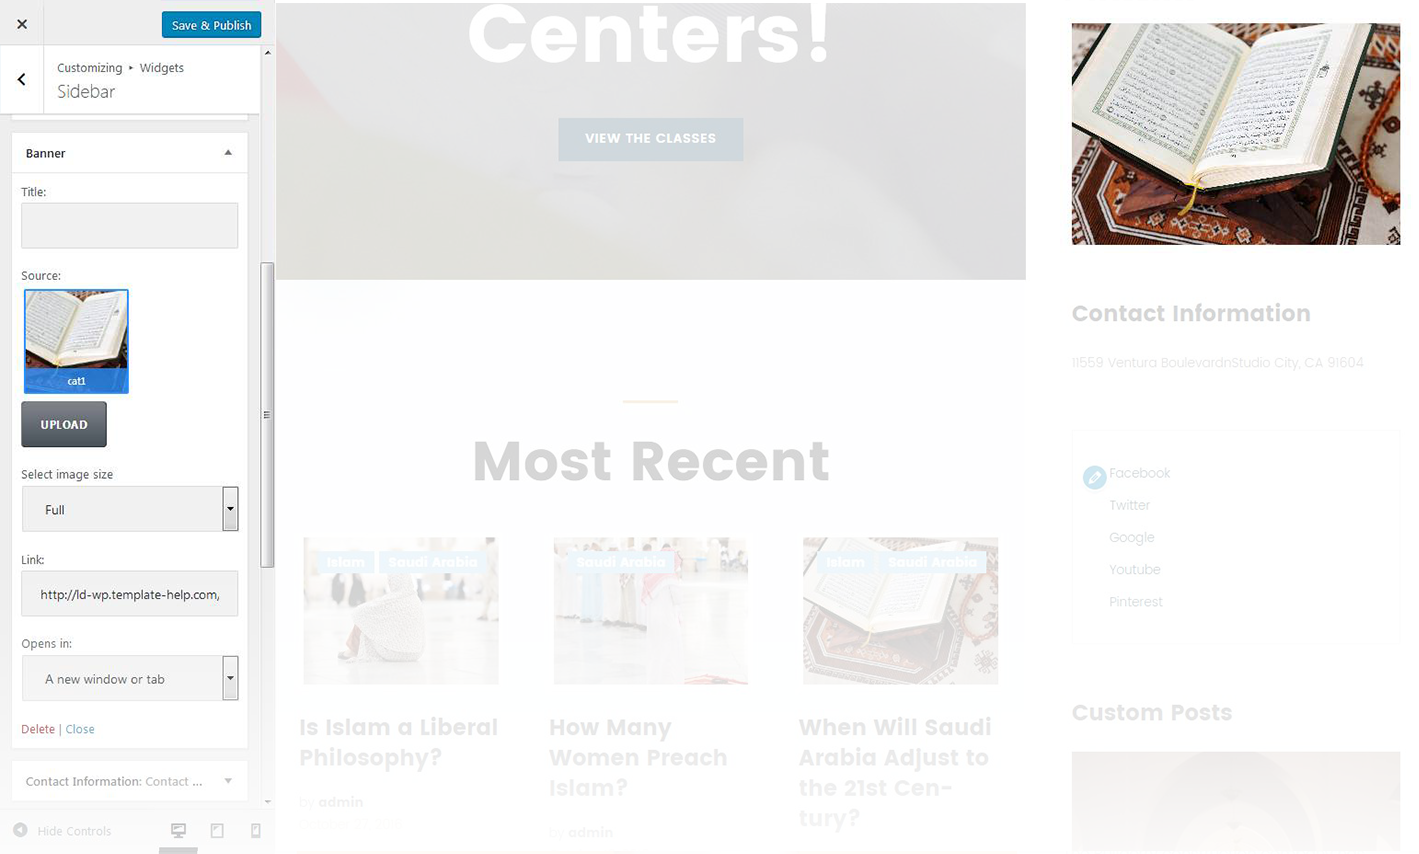 Save & Publish
Customizing ▸ Widgets
Sidebar
Banner
Title:
Source:
cat1
UPLOAD
Select image size
Full
Link:
http://ld-wp.template-help.com/
Opens in:
A new window or tab
Delete | Close
Contact Information: Contact ...
Hide Controls
Centers!
VIEW THE CLASSES
Most Recent
Islam
Saudi Arabia
Is Islam a Liberal
Philosophy?
by admin
Saudi Arabia
How Many
Women Preach
Islam?
by admin
Islam
Saudi Arabia
When Will Saudi
Arabia Adjust to
the 21st Cen-
tury?
Contact Information
11559 Ventura BoulevardnStudio City, CA 91604
Facebook
Twitter
Google
Youtube
Pinterest
Custom Posts